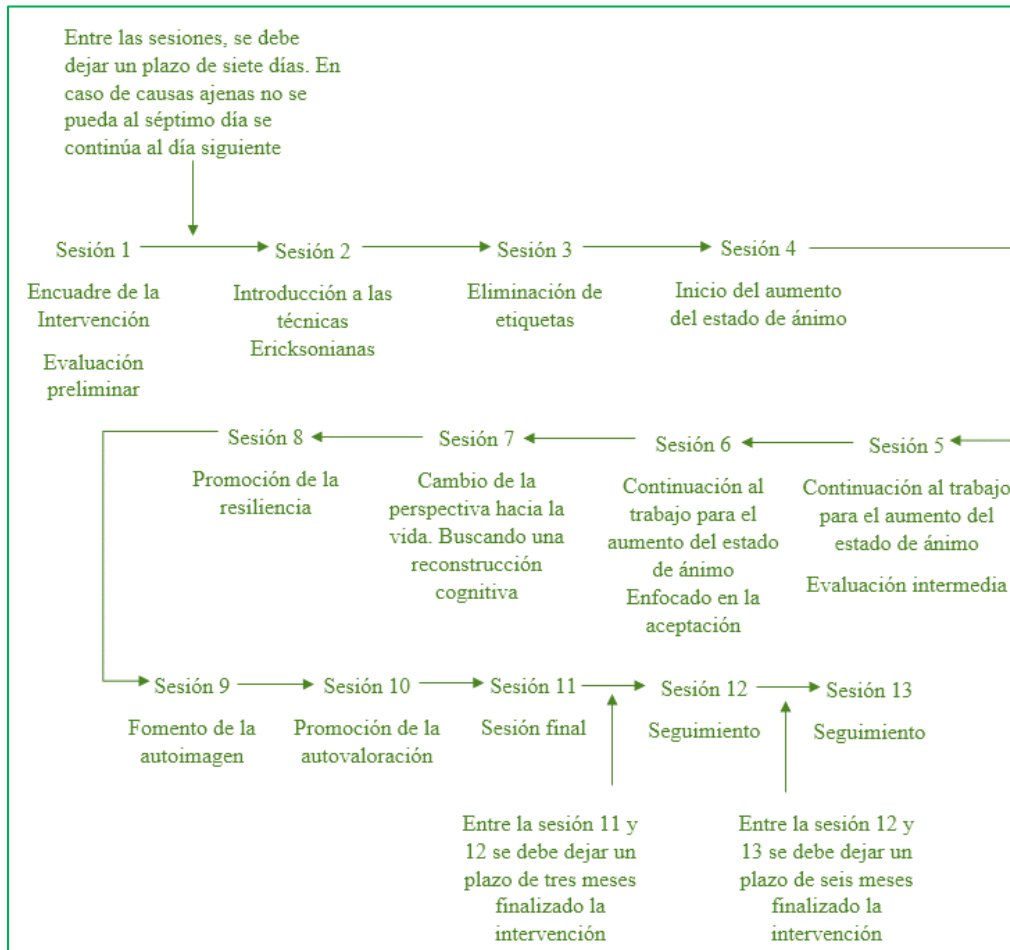 Entre las sesiones, se debe
dejar un plazo de siete días. En
caso de causas ajenas no se
pueda al séptimo día se
continúa al día siguiente
Sesión 1
Encuadre de la
Intervención
Evaluación
preliminar
Sesión 2
Introducción a las
técnicas
Ericksonianas
Sesión 3
Eliminación de
etiquetas
Sesión 4
Inicio del aumento
del estado de ánimo
Sesión 5
Continuación al trabajo
para el aumento del
estado de ánimo
Evaluación intermedia
Sesión 6
Continuación al
trabajo para el
aumento del estado
de ánimo
Enfocado en la
aceptación
Sesión 7
Cambio de la
perspectiva hacia la
vida. Buscando una
reconstrucción
cognitiva
Sesión 8
Promoción de la
resiliencia
Sesión 9
Fomento de la
autoimagen
Sesión 10
Promoción de la
autovaloración
Sesión 11
Sesión final
Sesión 12
Seguimiento
Sesión 13
Seguimiento
Entre la sesión 11 y
12 se debe dejar un
plazo de tres meses
finalizado la
intervención
Entre la sesión 12 y
13 se debe dejar un
plazo de seis meses
finalizado la
intervención